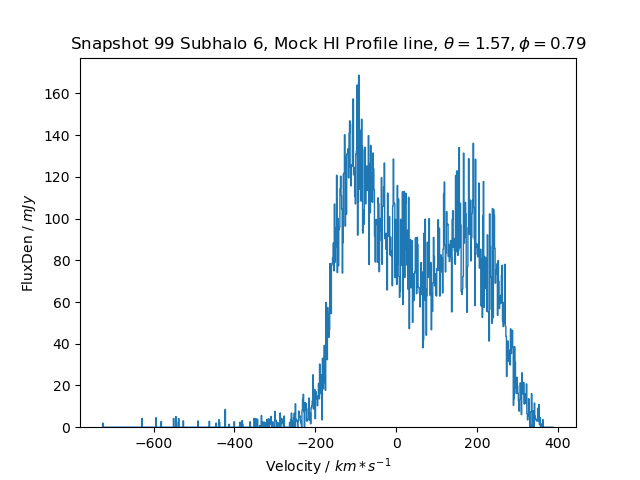 Snapshot 99 Subhalo 6, Mock HI Profile line, θ = 1.57, ϕ = 0.79
160
140
120
100
80
60
40
20
0
FluxDen / mJy
−600 −400 −200 0 200 400
Velocity / km * s⁻¹